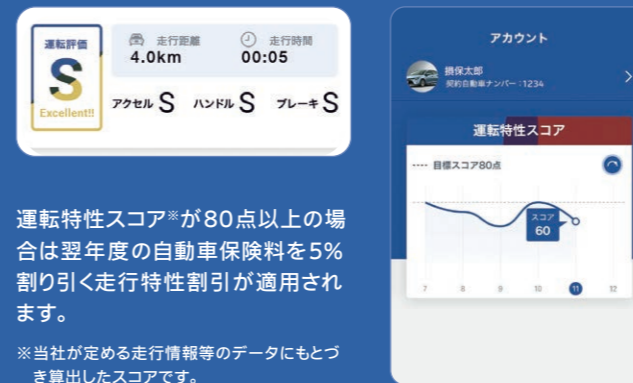 運転評価
S
Excellent!!
走行距離
4.0km
走行時間
00:05
アクセル S ハンドル S ブレーキ S
運転特性スコア※が80点以上の場
合は翌年度の自動車保険料を5%
割り引く走行特性割引が適用され
ます。
※当社が定める走行情報等のデータにもとづ
き算出したスコアです。
アカウント
損保太郎
契約自動車ナンバー:1234
運転特性スコア
---- 目標スコア80点
スコア
60
7 8 9 10 11 12